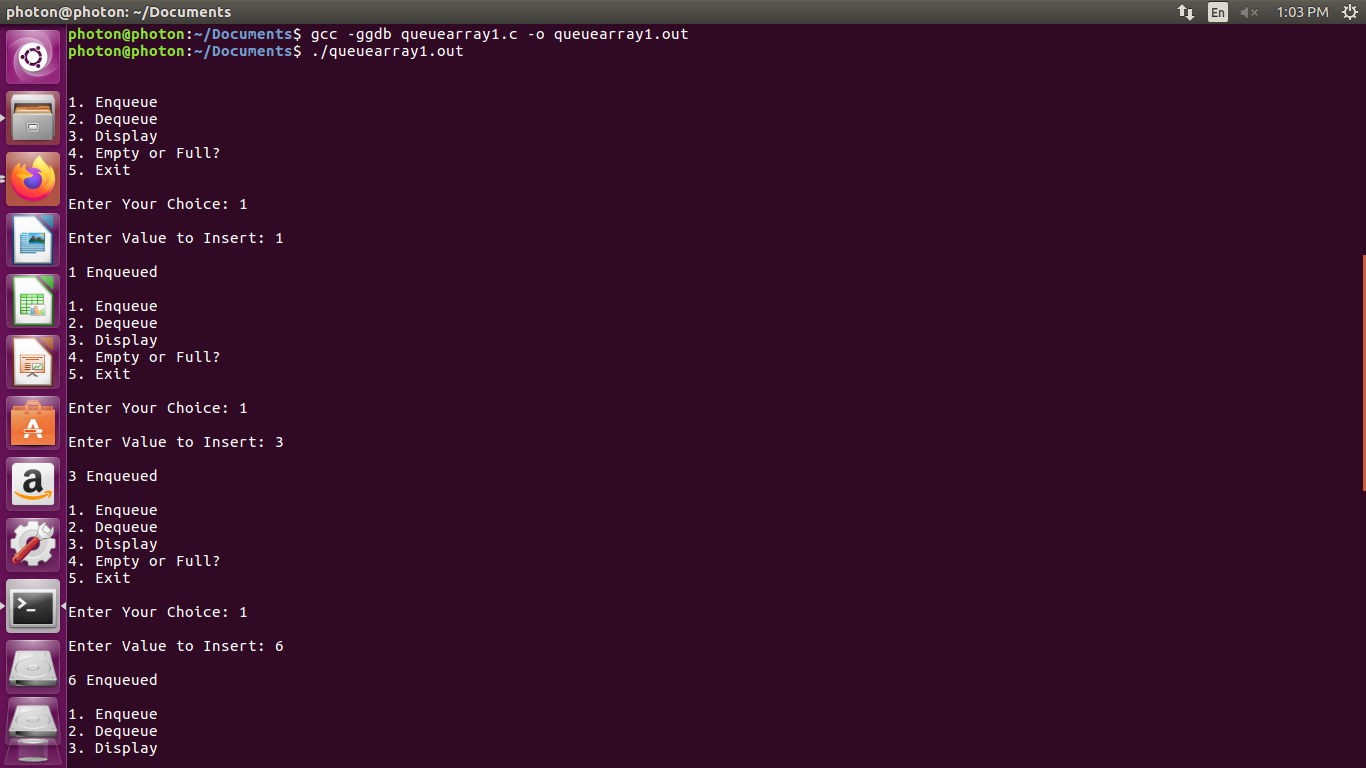 photon@photon: ~/Documents
En
1:03 PM
photon@photon:~/Documents$ gcc -ggdb queuearray1.c -o queuearray1.out
photon@photon:~/Documents$ ./queuearray1.out
1. Enqueue
2. Dequeue
3. Display
4. Empty or Full?
5. Exit
Enter Your Choice: 1
Enter Value to Insert: 1
1 Enqueued
1. Enqueue
2. Dequeue
3. Display
4. Empty or Full?
5. Exit
Enter Your Choice: 1
Enter Value to Insert: 3
3 Enqueued
1. Enqueue
2. Dequeue
3. Display
4. Empty or Full?
5. Exit
Enter Your Choice: 1
Enter Value to Insert: 6
6 Enqueued
1. Enqueue
2. Dequeue
3. Display